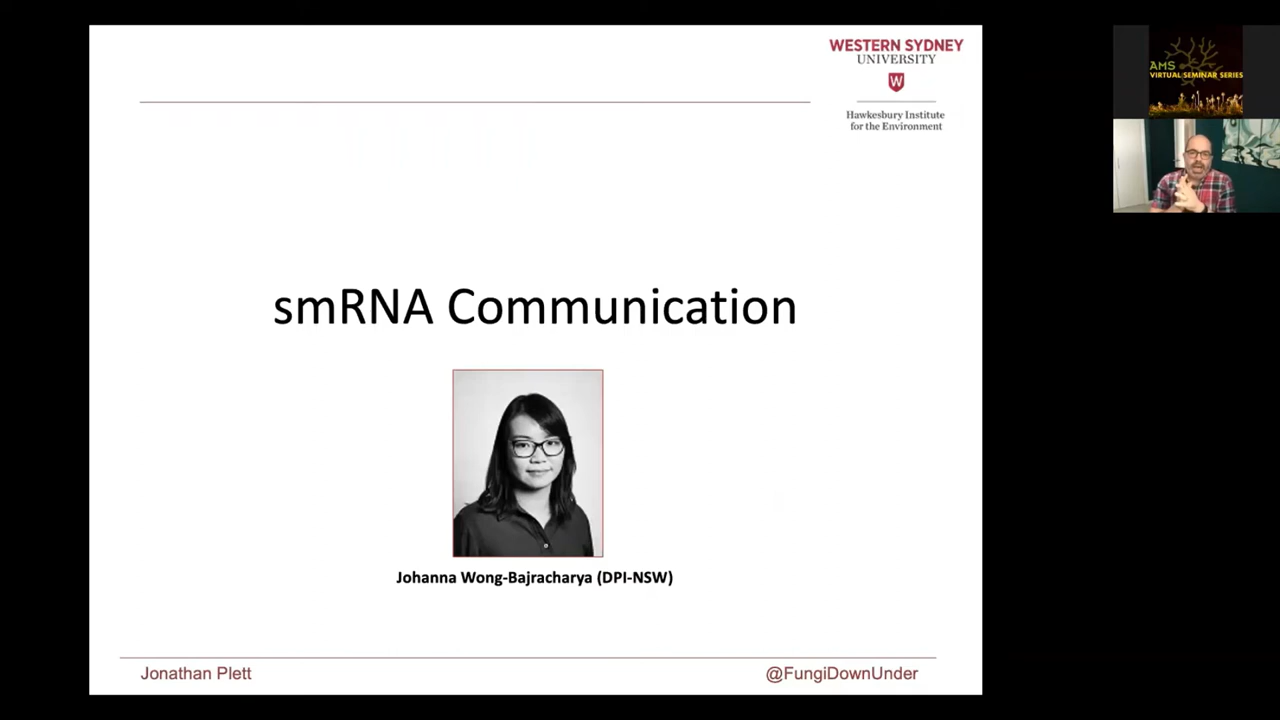 WESTERN SYDNEY
UNIVERSITY
W
Hawkesbury Institute
for the Environment
AMS
VIRTUAL SEMINAR SERIES
smRNA Communication
Johanna Wong-Bajracharya (DPI-NSW)
Jonathan Plett
@FungiDownUnder